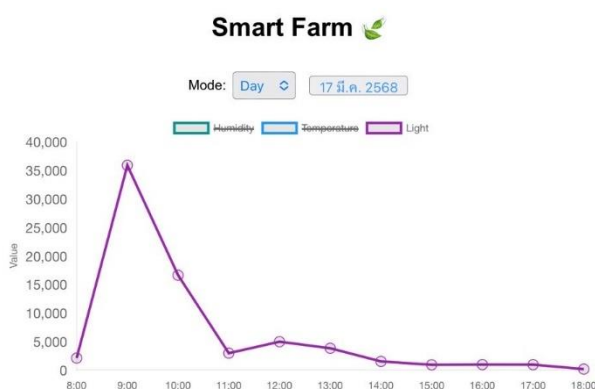 Smart Farm 🌿
Mode: Day 17 มี.ค. 2568
Humidity Temperature Light
40,000
35,000
30,000
25,000
20,000
15,000
10,000
5,000
0
Value
8:00 9:00 10:00 11:00 12:00 13:00 14:00 15:00 16:00 17:00 18:00